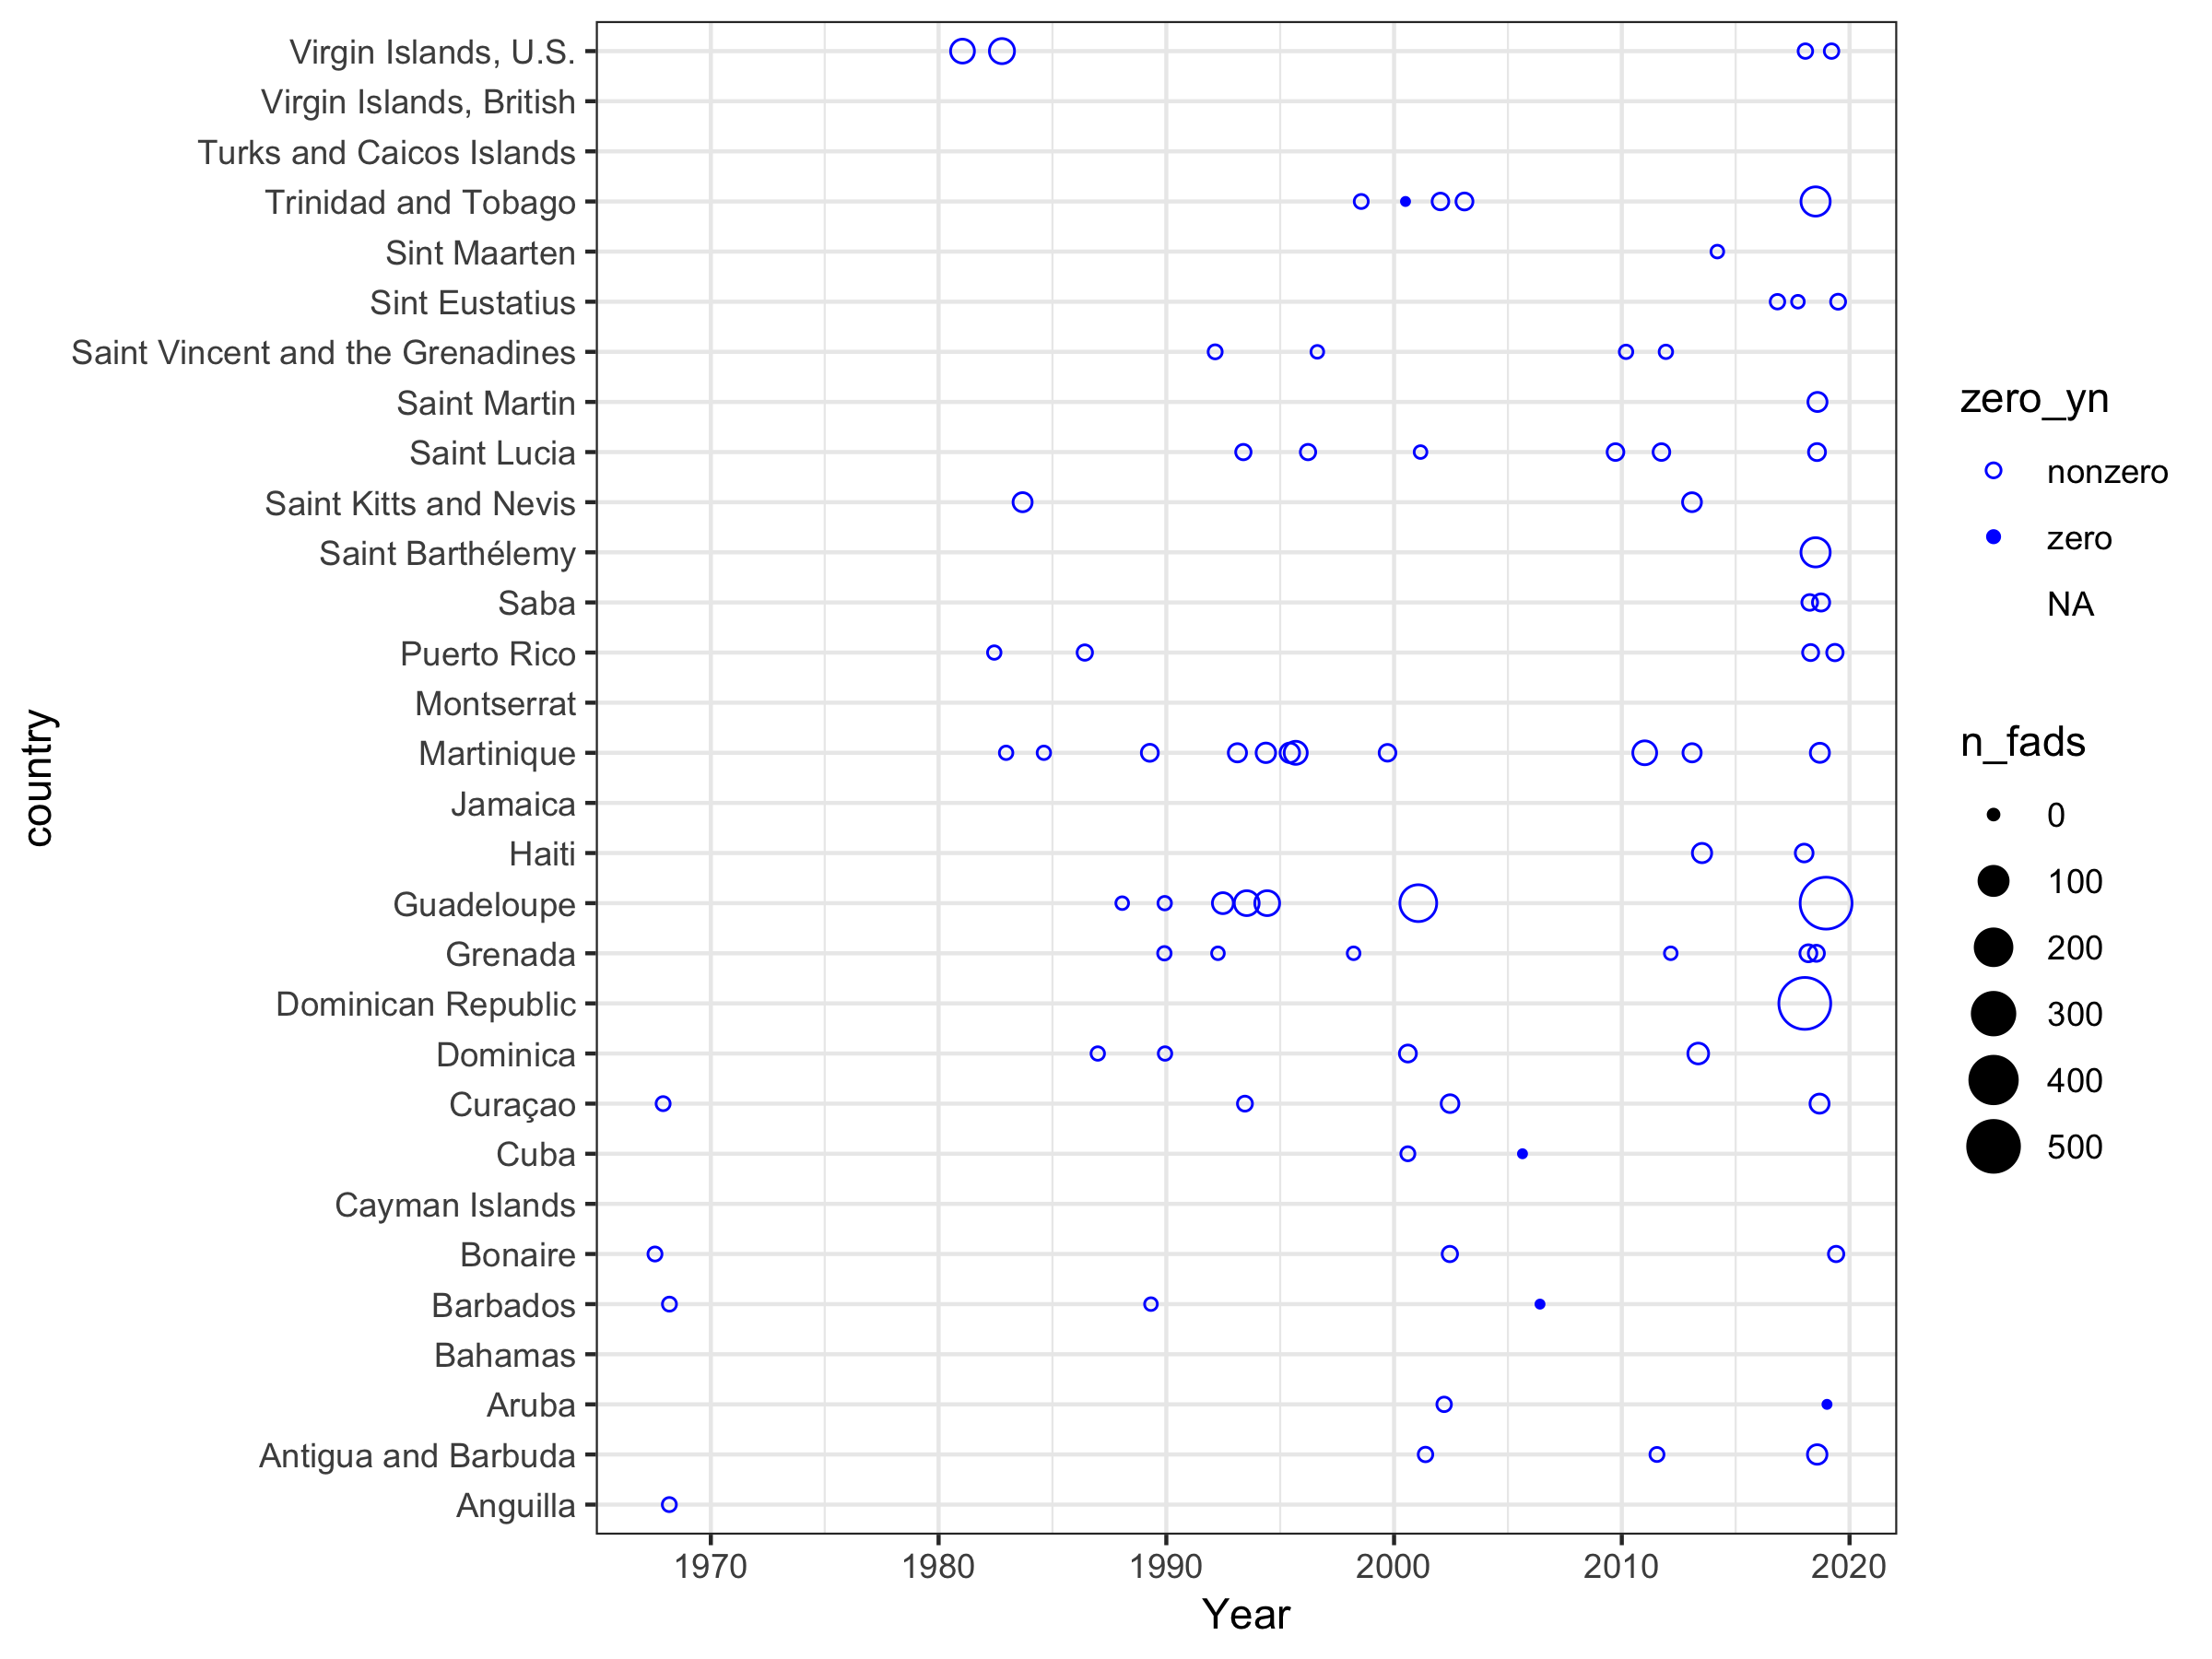 Virgin Islands, U.S.
Virgin Islands, British
Turks and Caicos Islands
Trinidad and Tobago
Sint Maarten
Sint Eustatius
Saint Vincent and the Grenadines
Saint Martin
Saint Lucia
Saint Kitts and Nevis
Saint Barthélemy
Saba
Puerto Rico
Montserrat
Martinique
Jamaica
Haiti
Guadeloupe
Grenada
Dominican Republic
Dominica
Curaçao
Cuba
Cayman Islands
Bonaire
Barbados
Bahamas
Aruba
Antigua and Barbuda
Anguilla
country
1970 1980 1990 2000 2010 2020
Year
zero_yn
nonzero
zero
NA
n_fads
0
100
200
300
400
500